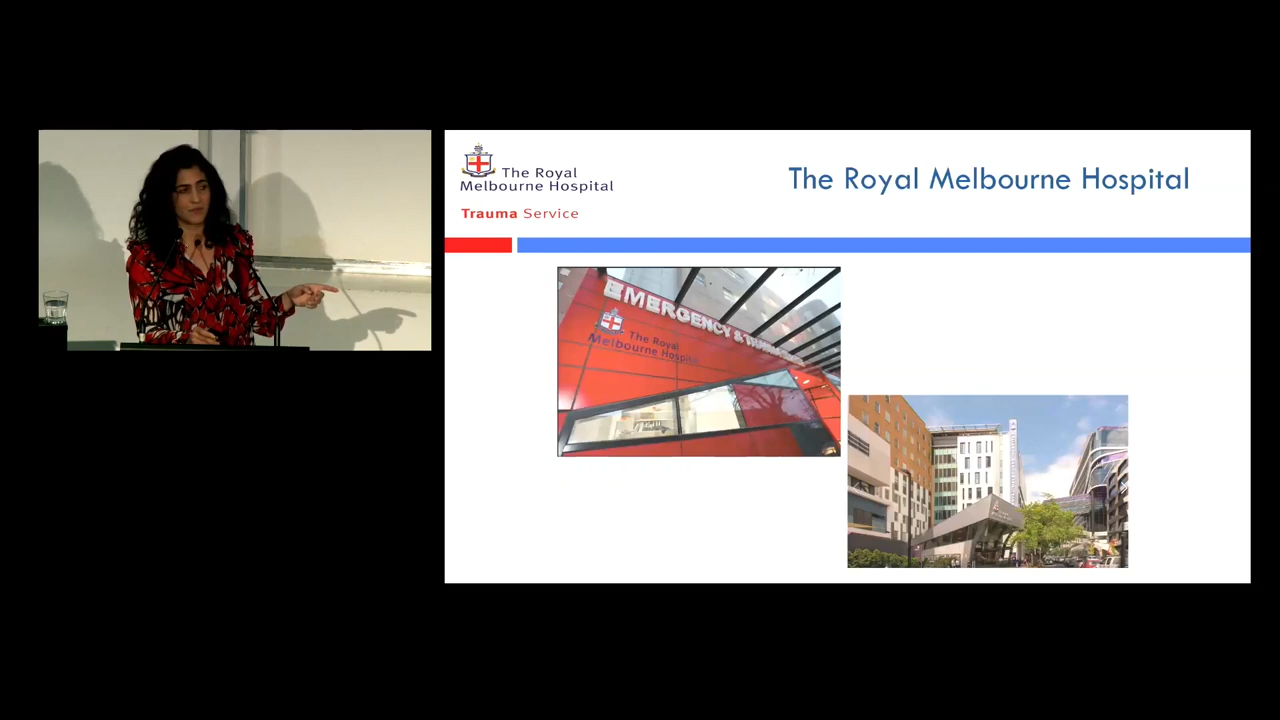 The Royal
Melbourne Hospital
Trauma Service
The Royal Melbourne Hospital
EMERGENCY &
The Royal
Melbourne Hospital